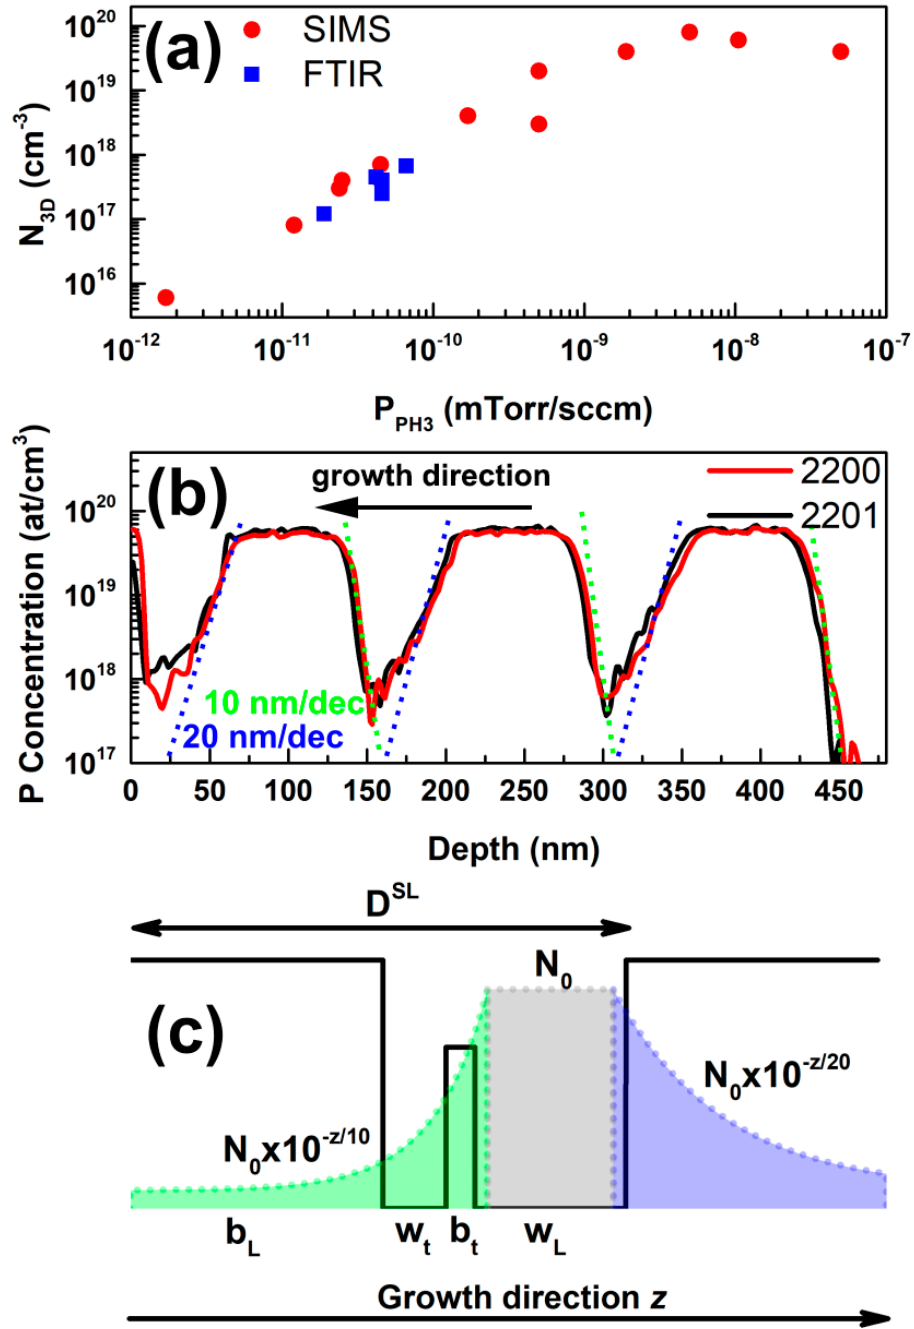 (a)
SIMS
FTIR
10^20
10^19
10^18
10^17
10^16
N_3D (cm^-3)
10^-12 10^-11 10^-10 10^-9 10^-8 10^-7
P_PH3 (mTorr/sccm)
(b)
growth direction
2200
2201
10^20
10^19
10^18
10^17
P Concentration (at/cm^3)
10 nm/dec
20 nm/dec
0 50 100 150 200 250 300 350 400 450
Depth (nm)
D^SL
(c)
N_0
N_0x10^-z/10
N_0x10^-z/20
b_L w_t b_t w_L
Growth direction z